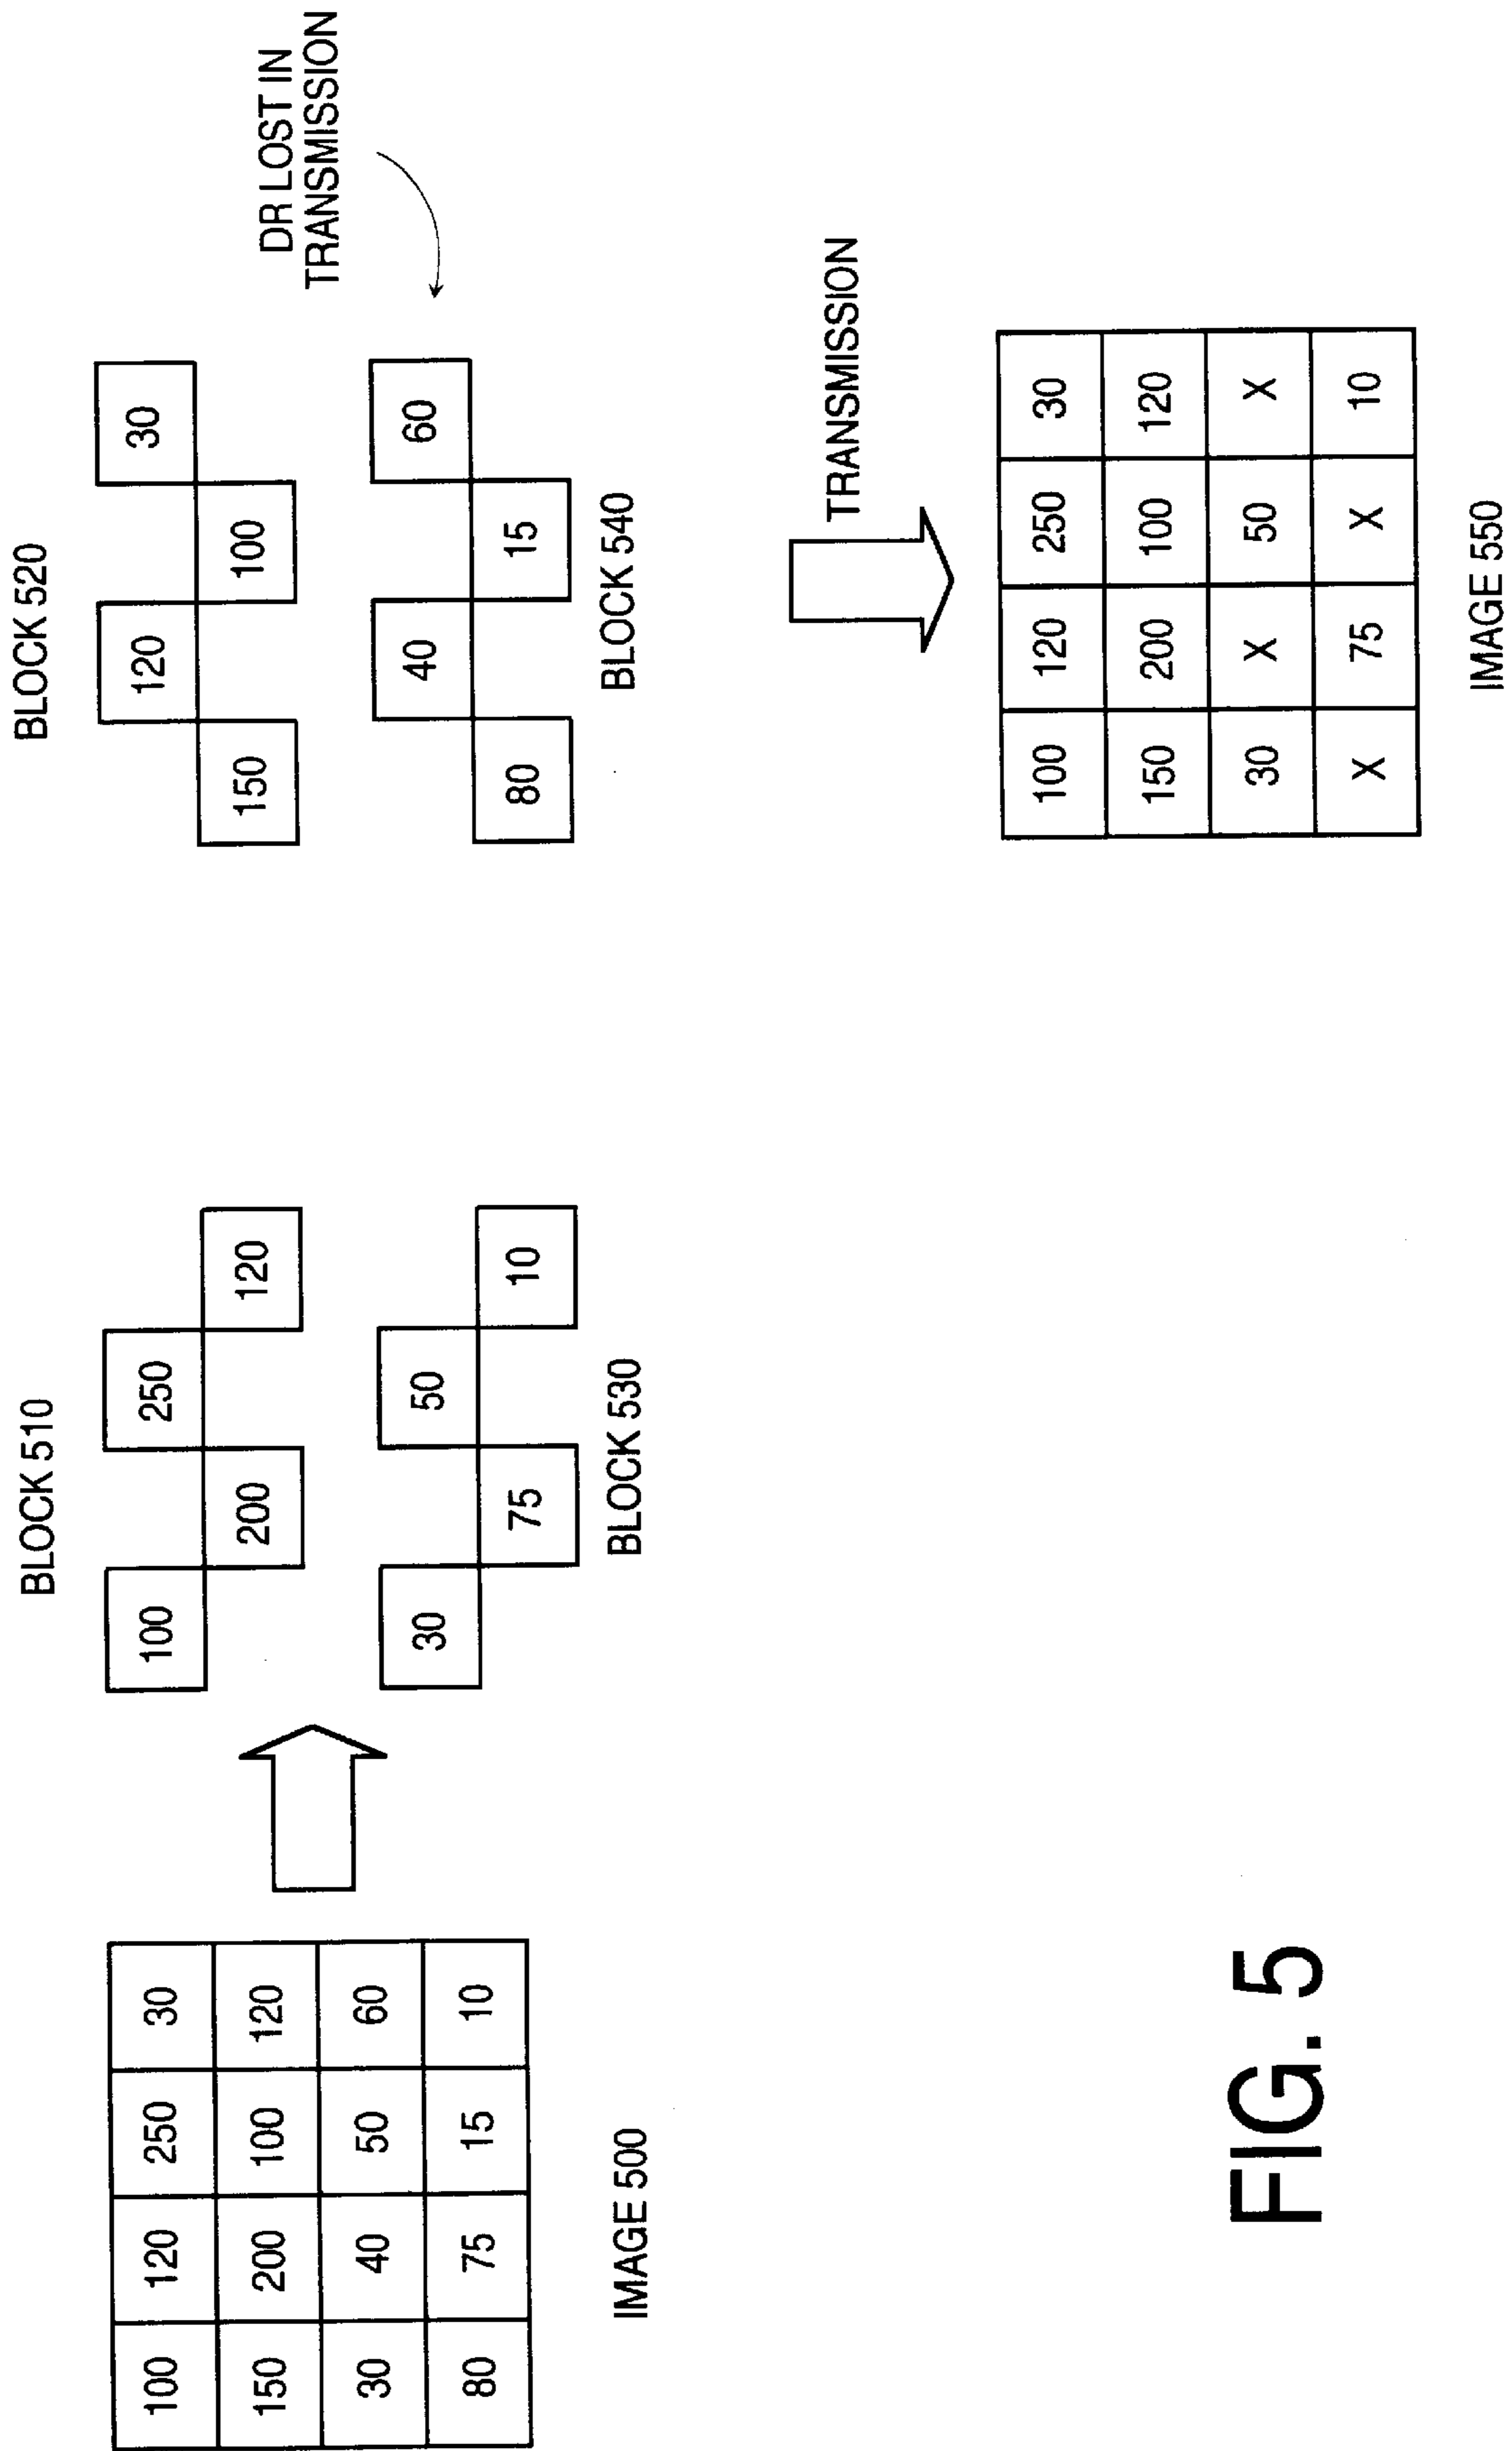 BLOCK 510
100 250
200 120
30 50
75 10
BLOCK 530
BLOCK 520
120 30
150 100
40 60
80 15
BLOCK 540
DR LOST IN
TRANSMISSION
100 120 250 30
150 200 100 120
30 40 50 60
80 75 15 10
IMAGE 500
TRANSMISSION
100 120 250 30
150 200 100 120
30 X 50 X
X 75 X 10
IMAGE 550
FIG. 5